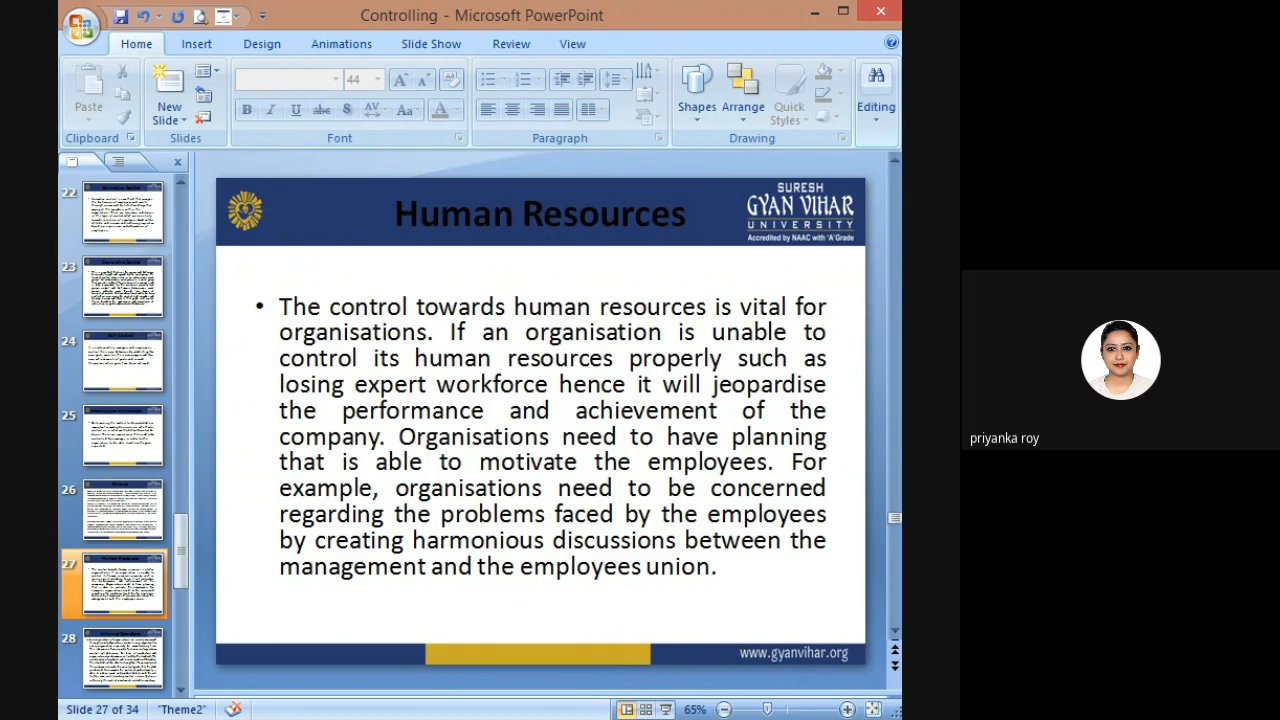 Controlling - Microsoft PowerPoint
Home Insert Design Animations Slide Show Review View
Paste
New Slide
44
B I U abc S AV Aa A
Shapes Arrange Quick Styles
Editing
Clipboard Slides Font Paragraph Drawing
22
23
24
25
26
27
28
Human Resources
SURESH
GYAN VIHAR
UNIVERSITY
Accredited by NAAC with 'A' Grade
• The control towards human resources is vital for
organisations. If an organisation is unable to
control its human resources properly such as
losing expert workforce hence it will jeopardise
the performance and achievement of the
company. Organisations need to have planning
that is able to motivate the employees. For
example, organisations need to be concerned
regarding the problems faced by the employees
by creating harmonious discussions between the
management and the employees union.
www.gyanvihar.org
Slide 27 of 34 "Theme2" 65%
priyanka roy